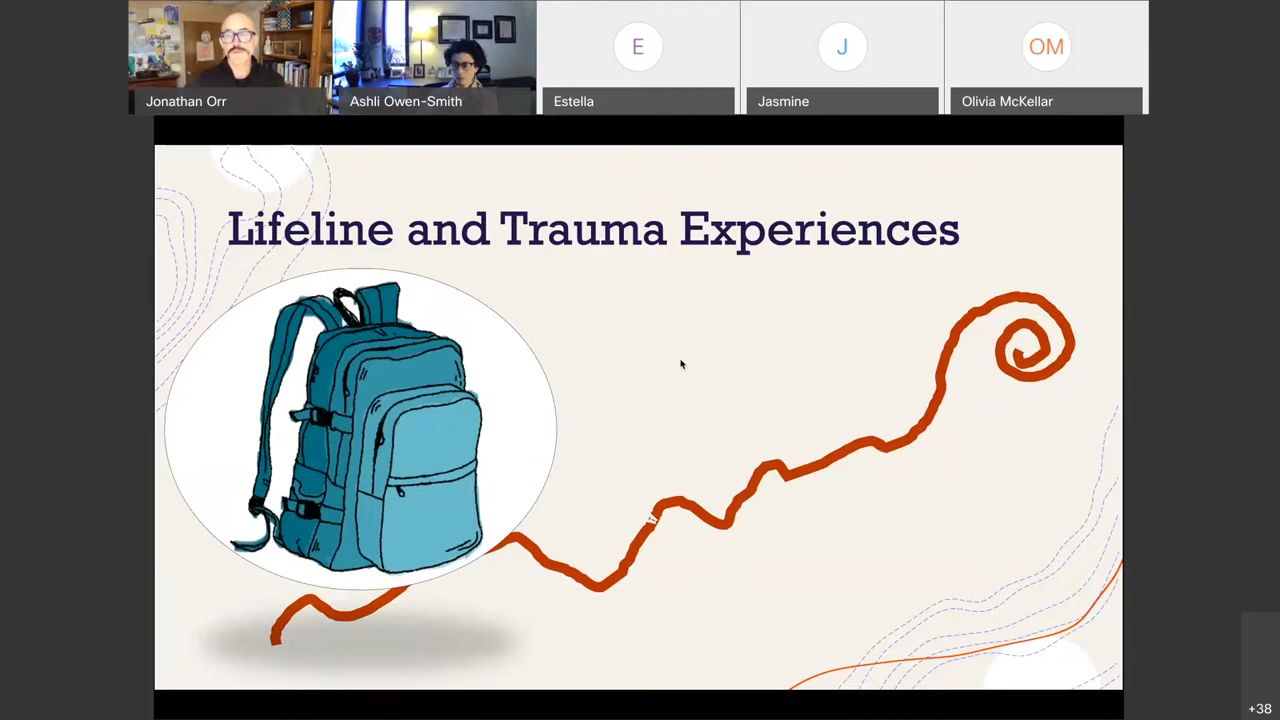 E
J
OM
Jonathan Orr
Ashli Owen-Smith
Estella
Jasmine
Olivia McKellar
Lifeline and Trauma Experiences
+38